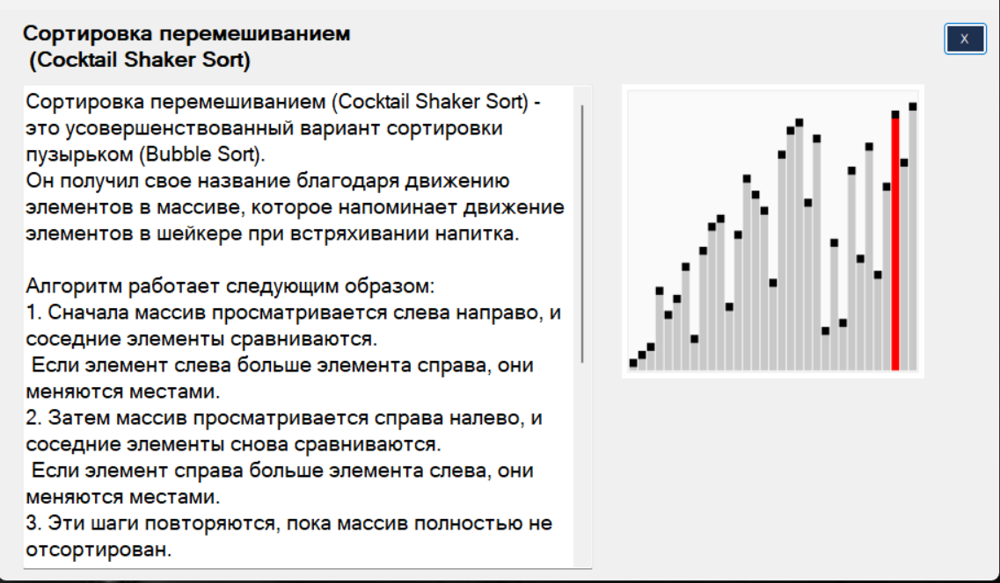 Сортировка перемешиванием
(Cocktail Shaker Sort)
X
Сортировка перемешиванием (Cocktail Shaker Sort) -
это усовершенствованный вариант сортировки
пузырьком (Bubble Sort).
Он получил свое название благодаря движению
элементов в массиве, которое напоминает движение
элементов в шейкере при встряхивании напитка.
Алгоритм работает следующим образом:
1. Сначала массив просматривается слева направо, и
соседние элементы сравниваются.
Если элемент слева больше элемента справа, они
меняются местами.
2. Затем массив просматривается справа налево, и
соседние элементы снова сравниваются.
Если элемент справа больше элемента слева, они
меняются местами.
3. Эти шаги повторяются, пока массив полностью не
отсортирован.